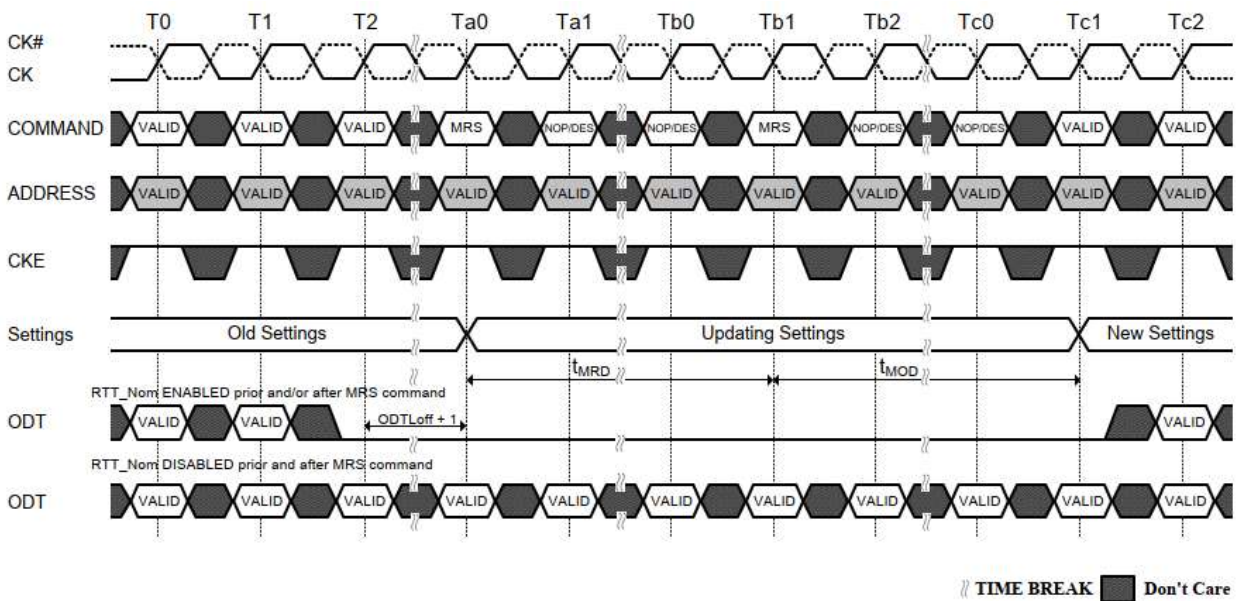 T0 T1 T2 Ta0 Ta1 Tb0 Tb1 Tb2 Tc0 Tc1 Tc2
CK#
CK
COMMAND VALID VALID VALID MRS NOP/DES NOP/DES MRS NOP/DES NOP/DES VALID VALID
ADDRESS VALID VALID VALID VALID VALID VALID VALID VALID VALID VALID VALID
CKE
Settings Old Settings Updating Settings New Settings
tMRD tMOD
RTT_Nom ENABLED prior and/or after MRS command
ODT VALID VALID ODTLoff + 1 VALID
RTT_Nom DISABLED prior and after MRS command
ODT VALID VALID VALID VALID VALID VALID VALID VALID VALID VALID VALID
TIME BREAK Don't Care